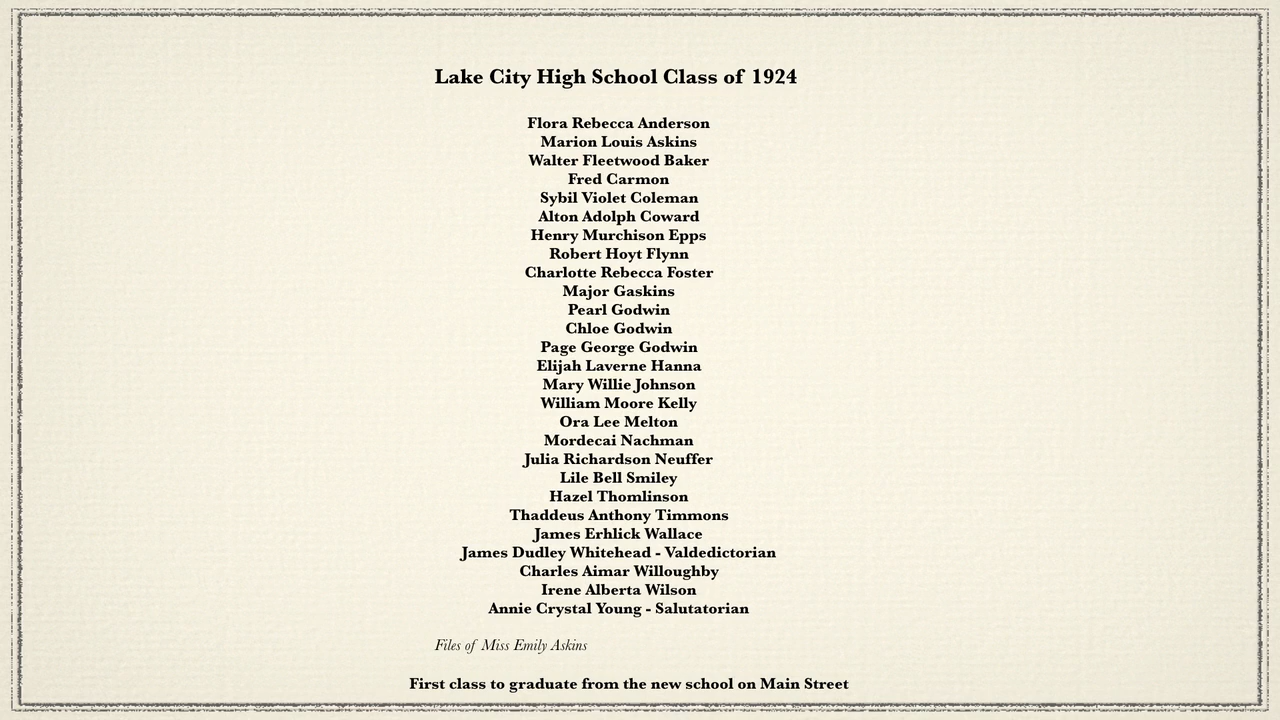 Lake City High School Class of 1924
Flora Rebecca Anderson
Marion Louis Askins
Walter Fleetwood Baker
Fred Carmon
Sybil Violet Coleman
Alton Adolph Coward
Henry Murchison Epps
Robert Hoyt Flynn
Charlotte Rebecca Foster
Major Gaskins
Pearl Godwin
Chloe Godwin
Page George Godwin
Elijah Laverne Hanna
Mary Willie Johnson
William Moore Kelly
Ora Lee Melton
Mordecai Nachman
Julia Richardson Neuffer
Lile Bell Smiley
Hazel Thomlinson
Thaddeus Anthony Timmons
James Erhlick Wallace
James Dudley Whitehead - Valdedictorian
Charles Aimar Willoughby
Irene Alberta Wilson
Annie Crystal Young - Salutatorian
Files of Miss Emily Askins
First class to graduate from the new school on Main Street